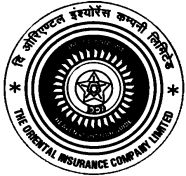 दि ओरिएण्टल इंश्योरेंस कम्पनी लिमिटेड
THE ORIENTAL INSURANCE COMPANY LIMITED